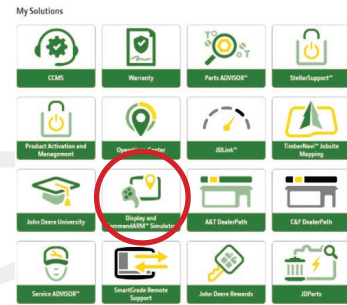 My Solutions
CCMS
Warranty
Parts ADVISOR™
StellarSupport™
Product Activation and
Management
Operations Center
JDLink™
TimberNavi™ Jobsite
Mapping
John Deere University
Display and
CommandARM™ Simulator
A&T DealerPath
C&F DealerPath
Service ADVISOR™
SmartGrade Remote
Support
John Deere Rewards
JDParts